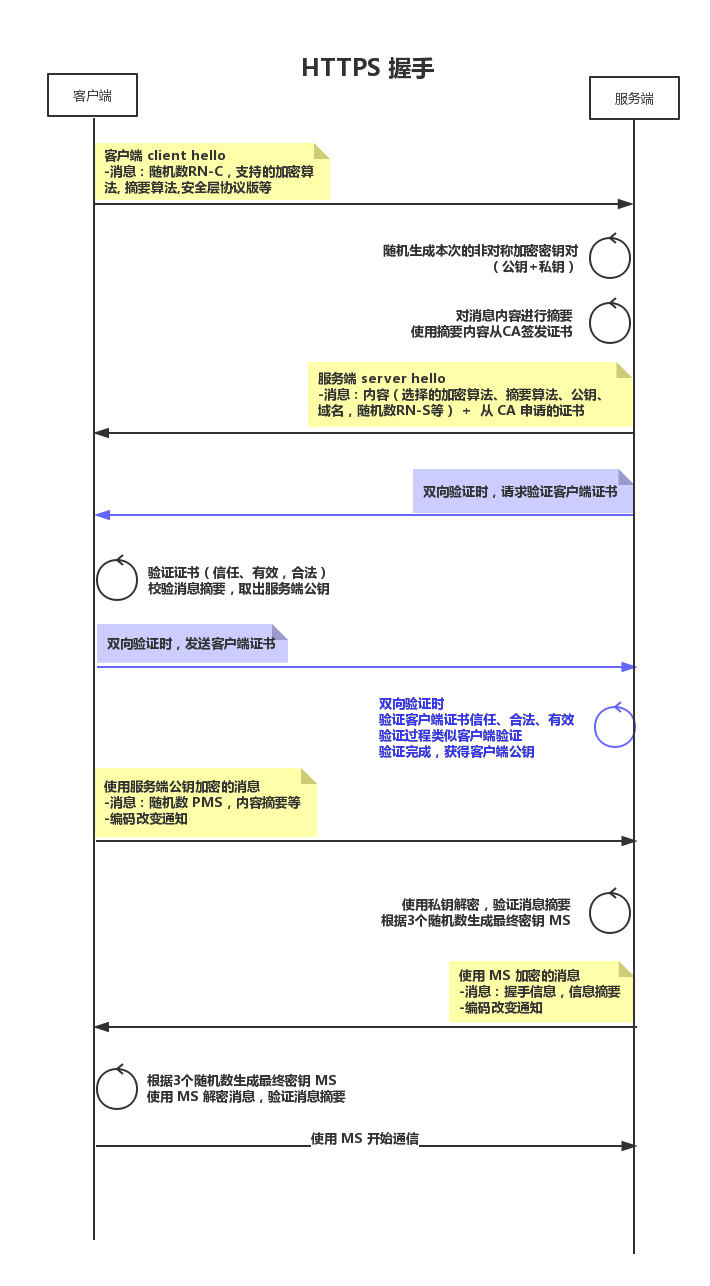 HTTPS 握手
客户端
服务端
客户端 client hello
-消息：随机数RN-C，支持的加密算
法, 摘要算法,安全层协议版等
随机生成本次的非对称加密密钥对
（公钥+私钥）
对消息内容进行摘要
使用摘要内容从CA签发证书
服务端 server hello
-消息：内容（选择的加密算法、摘要算法、公钥、
域名，随机数RN-S等） + 从 CA 申请的证书
双向验证时，请求验证客户端证书
验证证书（信任、有效，合法）
校验消息摘要，取出服务端公钥
双向验证时，发送客户端证书
双向验证时
验证客户端证书信任、合法、有效
验证过程类似客户端验证
验证完成，获得客户端公钥
使用服务端公钥加密的消息
-消息：随机数 PMS，内容摘要等
-编码改变通知
使用私钥解密，验证消息摘要
根据3个随机数生成最终密钥 MS
使用 MS 加密的消息
-消息：握手信息，信息摘要
-编码改变通知
根据3个随机数生成最终密钥 MS
使用 MS 解密消息，验证消息摘要
使用 MS 开始通信